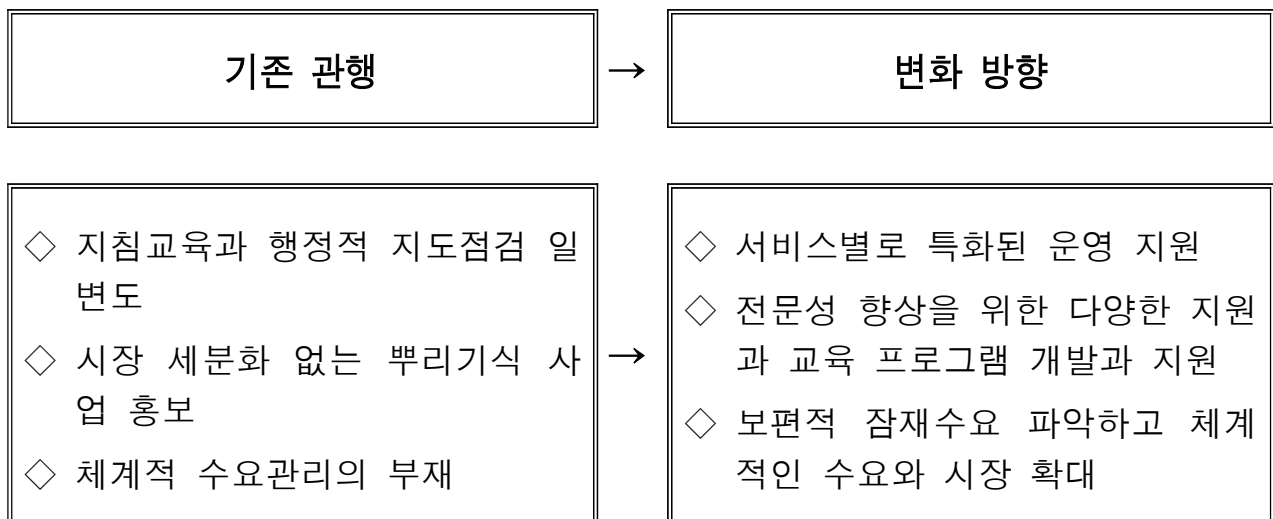 기존 관행
→
변화 방향
◇ 지침교육과 행정적 지도점검 일
변도
◇ 시장 세분화 없는 뿌리기식 사
업 홍보
◇ 체계적 수요관리의 부재
→
◇ 서비스별로 특화된 운영 지원
◇ 전문성 향상을 위한 다양한 지원
과 교육 프로그램 개발과 지원
◇ 보편적 잠재수요 파악하고 체계
적인 수요와 시장 확대